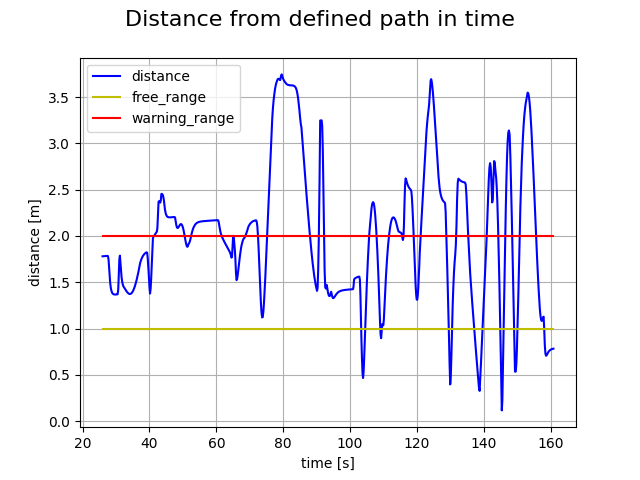 Distance from defined path in time
distance
free_range
warning_range
distance [m]
3.5
3.0
2.5
2.0
1.5
1.0
0.5
0.0
20 40 60 80 100 120 140 160
time [s]